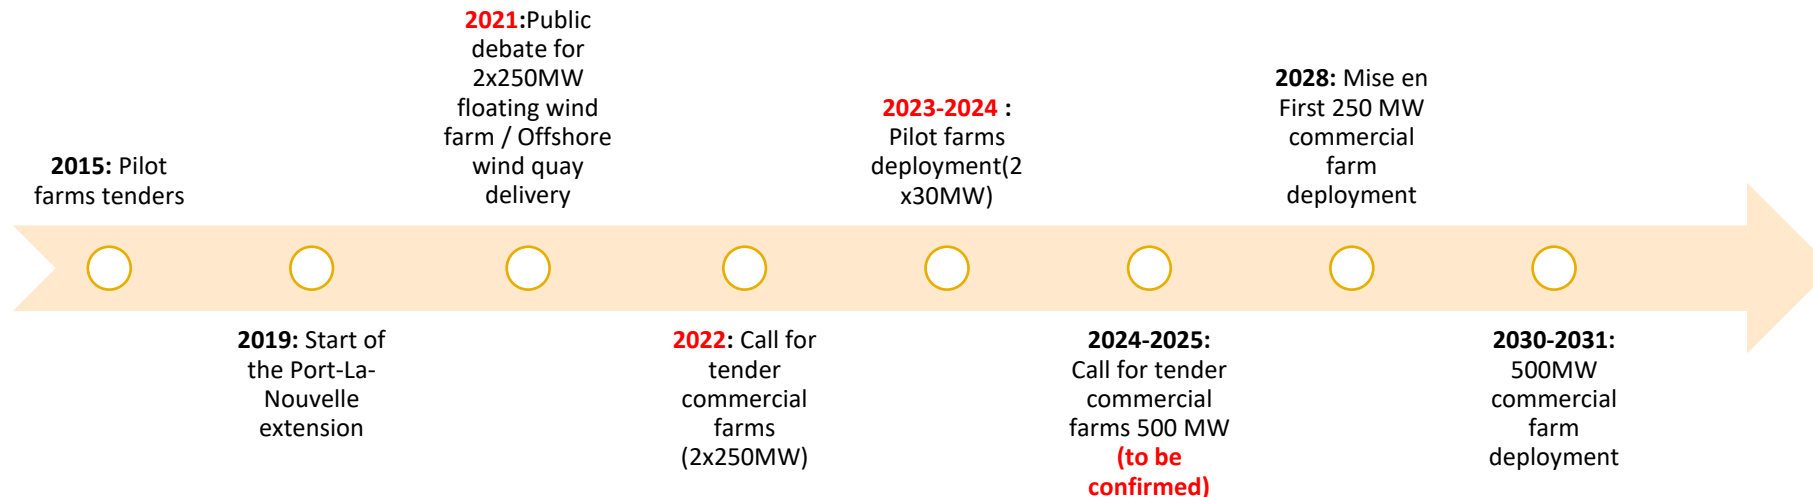 2015: Pilot
farms tenders
2019: Start of
the Port-La-
Nouvelle
extension
2021:Public
debate for
2x250MW
floating wind
farm / Offshore
wind quay
delivery
2022: Call for
tender
commercial
farms
(2x250MW)
2023-2024 :
Pilot farms
deployment(2
x30MW)
2024-2025:
Call for tender
commercial
farms 500 MW
(to be
confirmed)
2028: Mise en
First 250 MW
commercial
farm
deployment
2030-2031:
500MW
commercial
farm
deployment